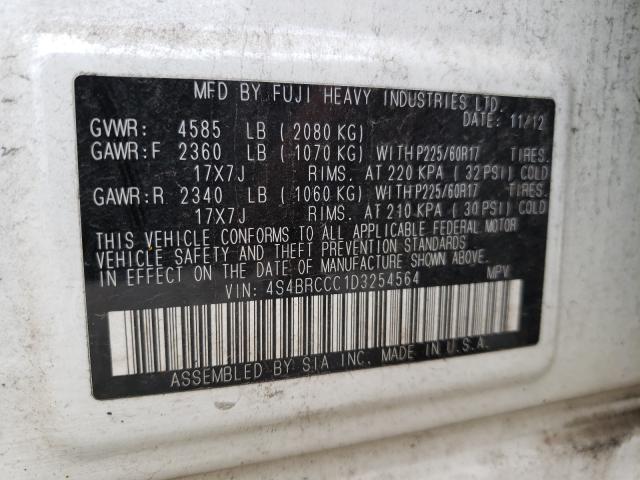 MFD BY FUJI HEAVY INDUSTRIES LTD.
DATE: 11/12
GVWR: 4585 LB ( 2080 KG)
GAWR:F 2360 LB ( 1070 KG) WITH P225/60R17 TIRES.
17X7J RIMS. AT 220 KPA ( 32 PSI) COLD
GAWR:R 2340 LB ( 1060 KG) WITH P225/60R17 TIRES.
17X7J RIMS. AT 210 KPA ( 30 PSI) COLD
THIS VEHICLE CONFORMS TO ALL APPLICABLE FEDERAL MOTOR
VEHICLE SAFETY AND THEFT PREVENTION STANDARDS
IN EFFECT ON THE DATE OF MANUFACTURE SHOWN ABOVE.
VIN: 4S4BRCCC1D3254564 MPV
ASSEMBLED BY SIA INC. MADE IN U.S.A.